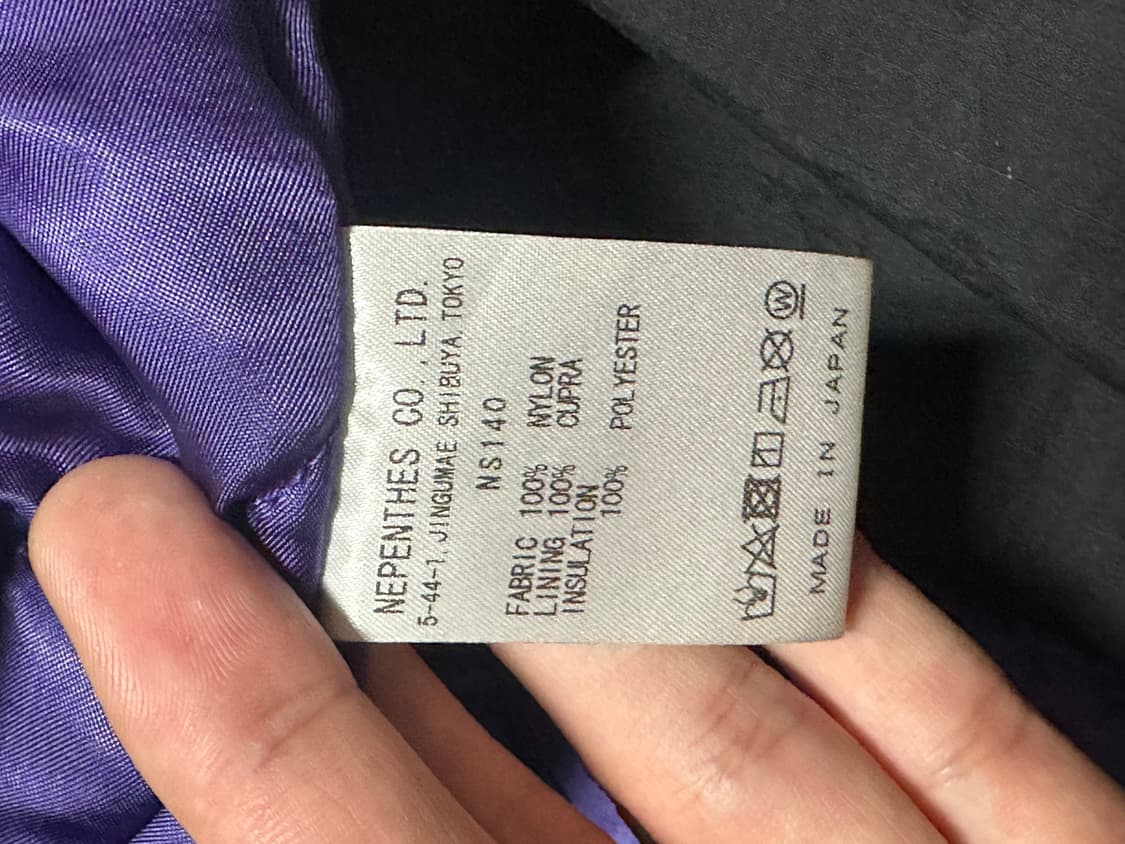 NEPENTHES CO., LTD.
5-44-1, JINGUMAE SHIBUYA, TOKYO
NS140
FABRIC 100% NYLON
LINING 100% CUPRA
INSULATION
100% POLYESTER
W
MADE IN JAPAN